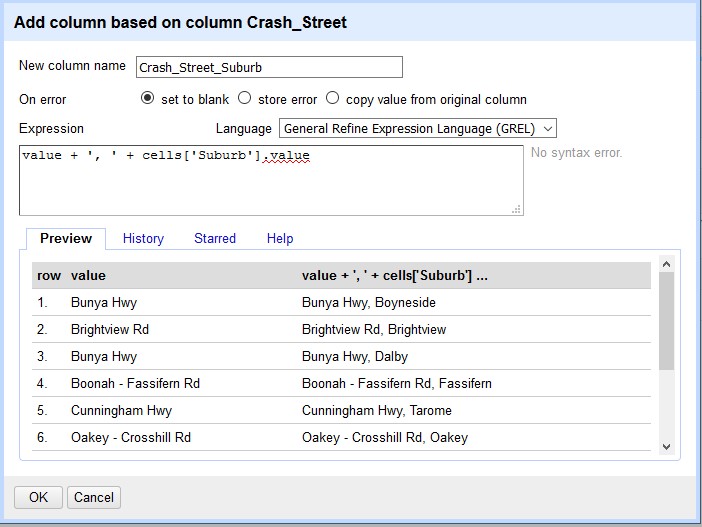 Add column based on column Crash_Street
New column name Crash_Street_Suburb
On error set to blank store error copy value from original column
Expression Language General Refine Expression Language (GREL)
value + ', ' + cells['Suburb'].value No syntax error.
Preview History Starred Help
row value value + ', ' + cells['Suburb'] ...
1. Bunya Hwy Bunya Hwy, Boyneside
2. Brightview Rd Brightview Rd, Brightview
3. Bunya Hwy Bunya Hwy, Dalby
4. Boonah - Fassifern Rd Boonah - Fassifern Rd, Fassifern
5. Cunningham Hwy Cunningham Hwy, Tarome
6. Oakey - Crosshill Rd Oakey - Crosshill Rd, Oakey
OK Cancel